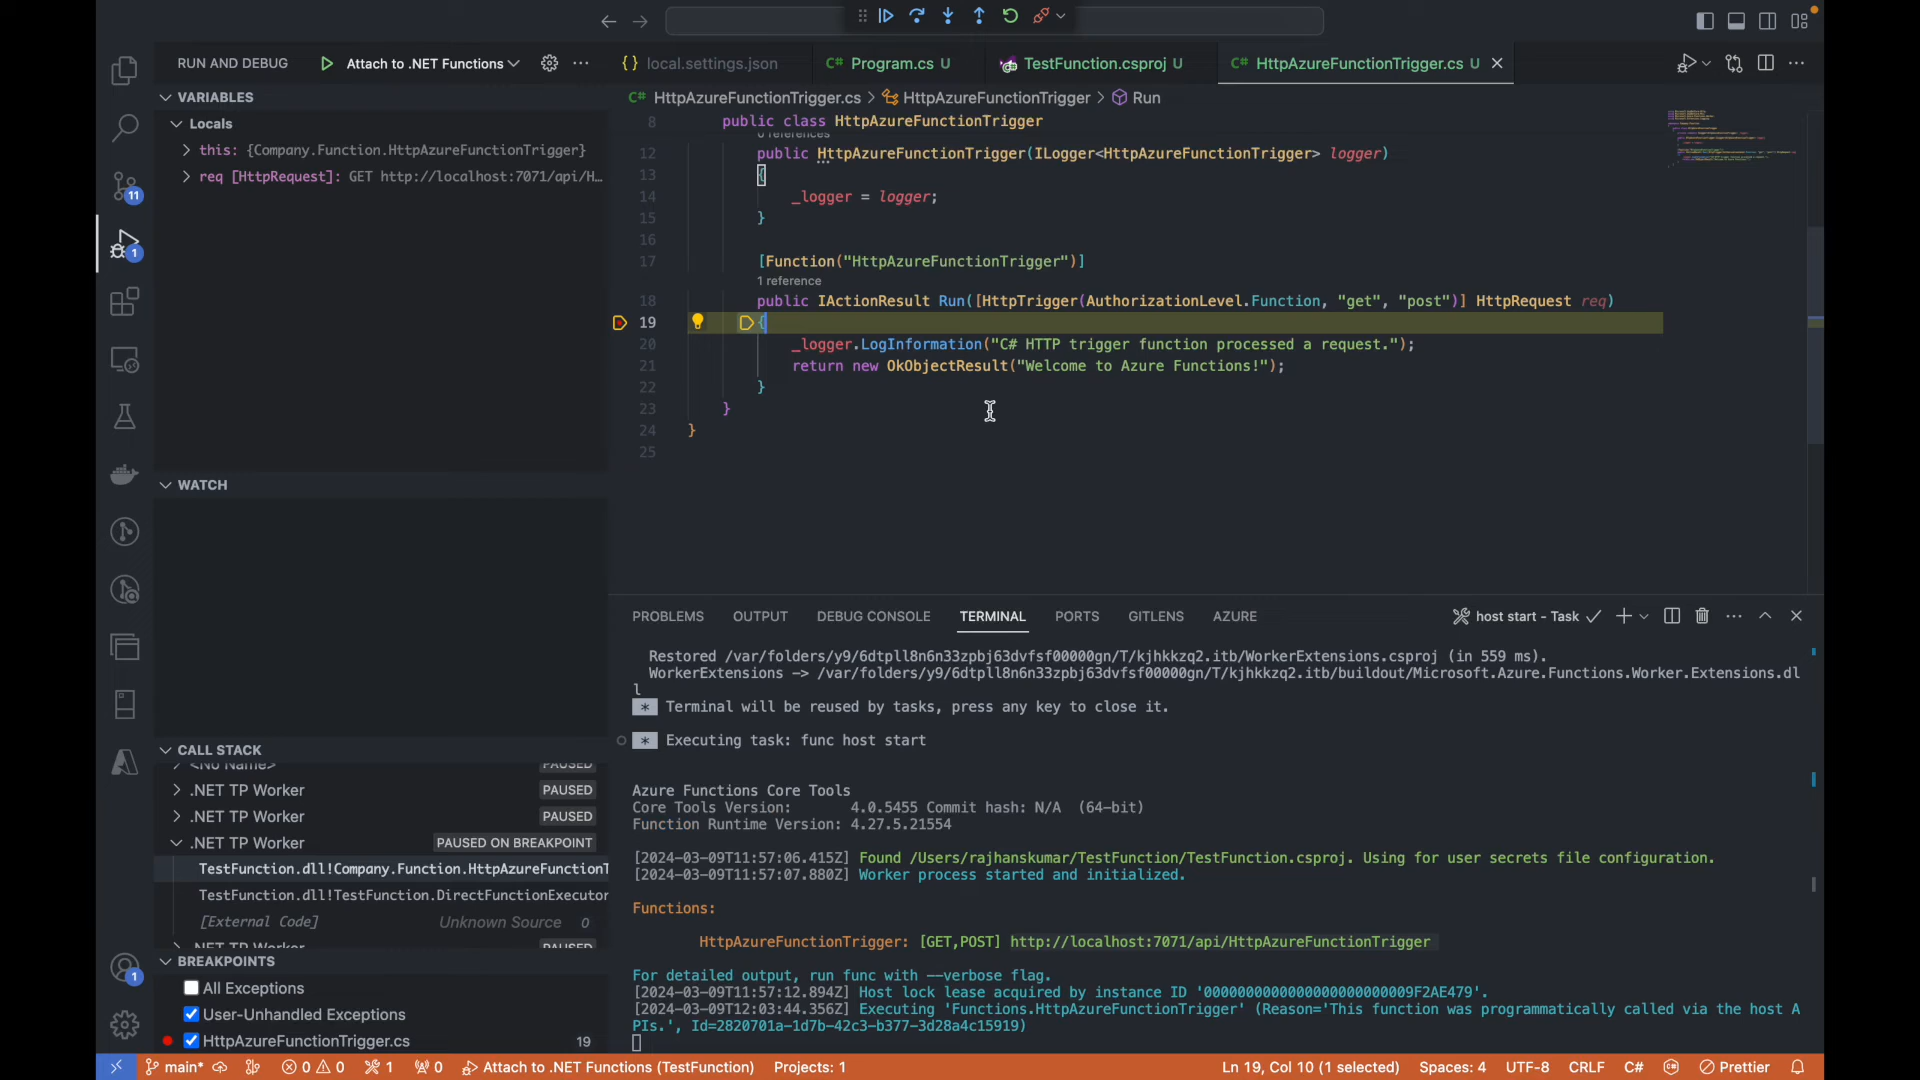 RUN AND DEBUG
Attach to .NET Functions
{} local.settings.json
C# Program.cs U
TestFunction.csproj U
C# HttpAzureFunctionTrigger.cs U
C# HttpAzureFunctionTrigger.cs > HttpAzureFunctionTrigger > Run
VARIABLES
Locals
this: {Company.Function.HttpAzureFunctionTrigger}
req [HttpRequest]: GET http://localhost:7071/api/H…
11
1
8 public class HttpAzureFunctionTrigger
0 references
12 public HttpAzureFunctionTrigger(ILogger<HttpAzureFunctionTrigger> logger)
13 {
14 _logger = logger;
15 }
16
17 [Function("HttpAzureFunctionTrigger")]
1 reference
18 public IActionResult Run([HttpTrigger(AuthorizationLevel.Function, "get", "post")] HttpRequest req)
19 {
20 _logger.LogInformation("C# HTTP trigger function processed a request.");
21 return new OkObjectResult("Welcome to Azure Functions!");
22 }
23 }
24 }
25
WATCH
CALL STACK
<No Name> PAUSED
.NET TP Worker PAUSED
.NET TP Worker PAUSED
.NET TP Worker PAUSED ON BREAKPOINT
TestFunction.dll!Company.Function.HttpAzureFunctionT
TestFunction.dll!TestFunction.DirectFunctionExecutor
[External Code] Unknown Source 0
.NET TP Worker PAUSED
BREAKPOINTS
All Exceptions
User-Unhandled Exceptions
HttpAzureFunctionTrigger.cs 19
1
PROBLEMS OUTPUT DEBUG CONSOLE TERMINAL PORTS GITLENS AZURE
host start - Task
Restored /var/folders/y9/6dtpll8n6n33zpbj63dvfsf00000gn/T/kjhkkzq2.itb/WorkerExtensions.csproj (in 559 ms).
WorkerExtensions -> /var/folders/y9/6dtpll8n6n33zpbj63dvfsf00000gn/T/kjhkkzq2.itb/buildout/Microsoft.Azure.Functions.Worker.Extensions.dl
l
* Terminal will be reused by tasks, press any key to close it.
* Executing task: func host start
Azure Functions Core Tools
Core Tools Version: 4.0.5455 Commit hash: N/A (64-bit)
Function Runtime Version: 4.27.5.21554
[2024-03-09T11:57:06.415Z] Found /Users/rajhanskumar/TestFunction/TestFunction.csproj. Using for user secrets file configuration.
[2024-03-09T11:57:07.880Z] Worker process started and initialized.
Functions:
HttpAzureFunctionTrigger: [GET,POST] http://localhost:7071/api/HttpAzureFunctionTrigger
For detailed output, run func with --verbose flag.
[2024-03-09T11:57:12.894Z] Host lock lease acquired by instance ID '0000000000000000000000009F2AE479'.
[2024-03-09T12:03:44.356Z] Executing 'Functions.HttpAzureFunctionTrigger' (Reason='This function was programmatically called via the host A
PIs.', Id=2820701a-1d7b-42c3-b377-3d28a4c15919)
main* 0 0 1 0 Attach to .NET Functions (TestFunction) Projects: 1 Ln 19, Col 10 (1 selected) Spaces: 4 UTF-8 CRLF C# Prettier